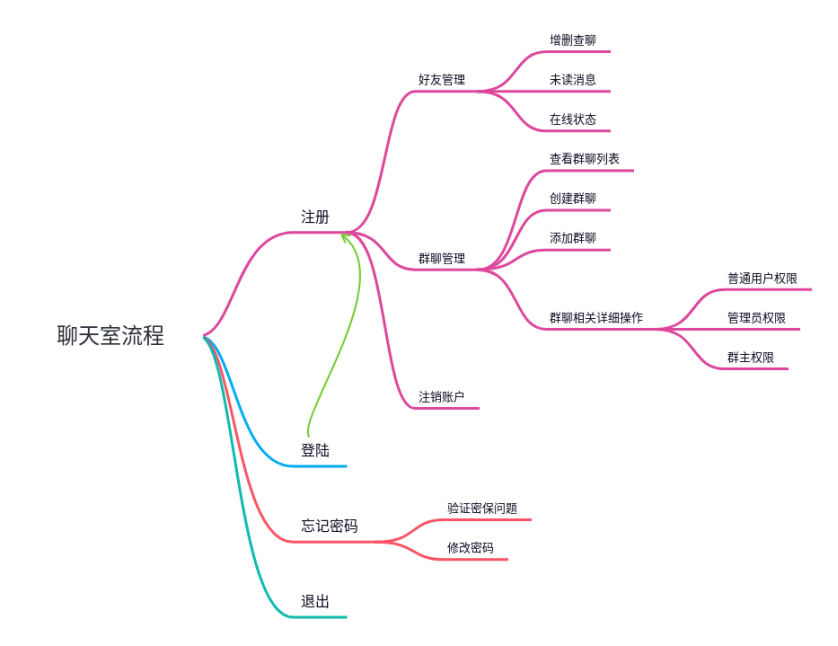 聊天室流程
注册
好友管理
增删查聊
未读消息
在线状态
群聊管理
查看群聊列表
创建群聊
添加群聊
群聊相关详细操作
普通用户权限
管理员权限
群主权限
注销账户
登陆
忘记密码
验证密保问题
修改密码
退出